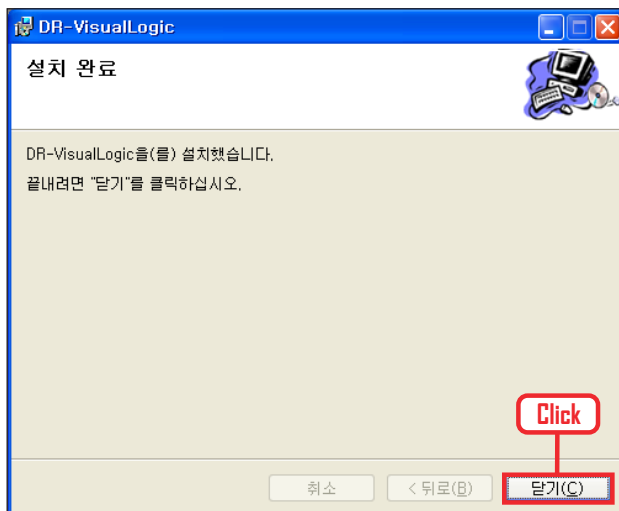 DR-VisualLogic
설치 완료
DR-VisualLogic을(를) 설치했습니다.
끝내려면 "닫기"를 클릭하십시오.
Click
취소
< 뒤로(B)
닫기(C)